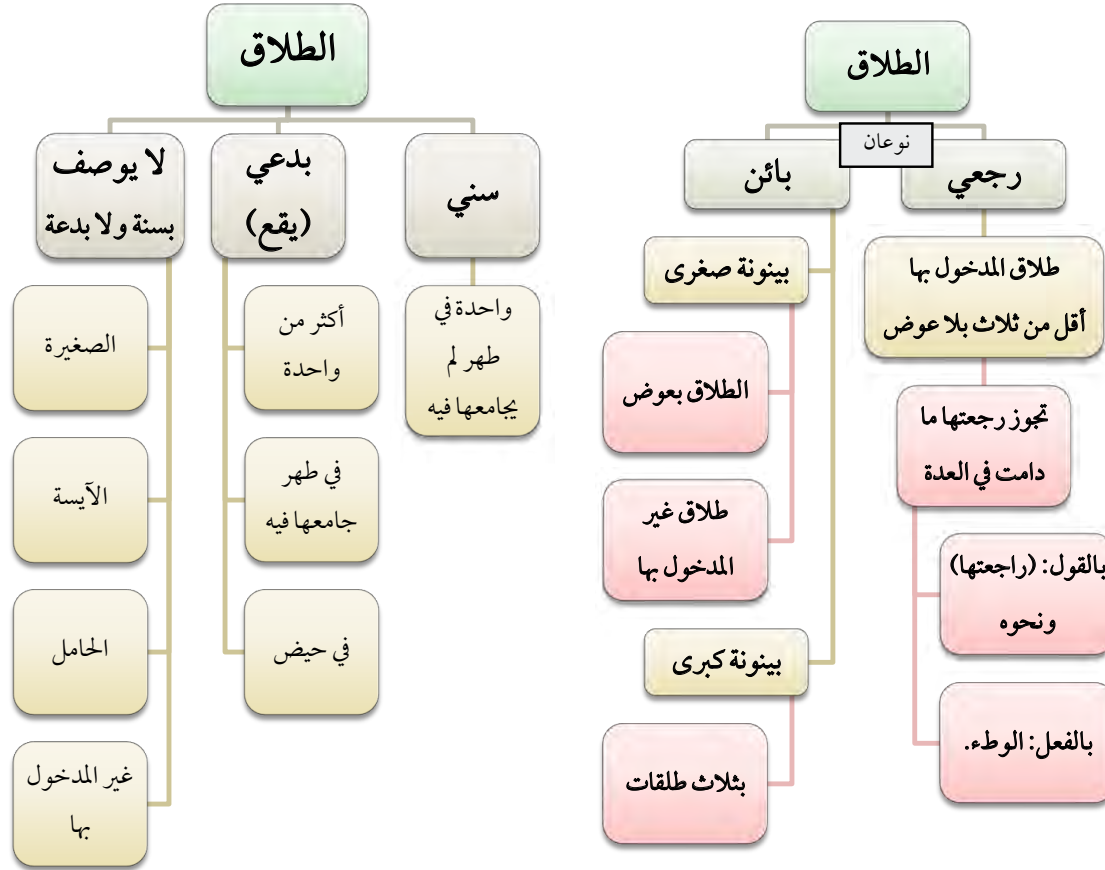 الطلاق
نوعان
رجعي
طلاق المدخول بها
أقل من ثلاث بلا عوض
تجوز رجعتها ما
دامت في العدة
بالقول: (راجعتها)
ونحوه
بالفعل: الوطء.
بائن
بينونة صغرى
الطلاق بعوض
طلاق غير
المدخول بها
بينونة كبرى
بثلاث طلقات
الطلاق
سني
واحدة في
طهر لم
يجامعها فيه
بدعي
(يقع)
أكثر من
واحدة
في طهر
جامعها فيه
في حيض
لا يوصف
بسنة ولا بدعة
الصغيرة
الآيسة
الحامل
غير المدخول
بها